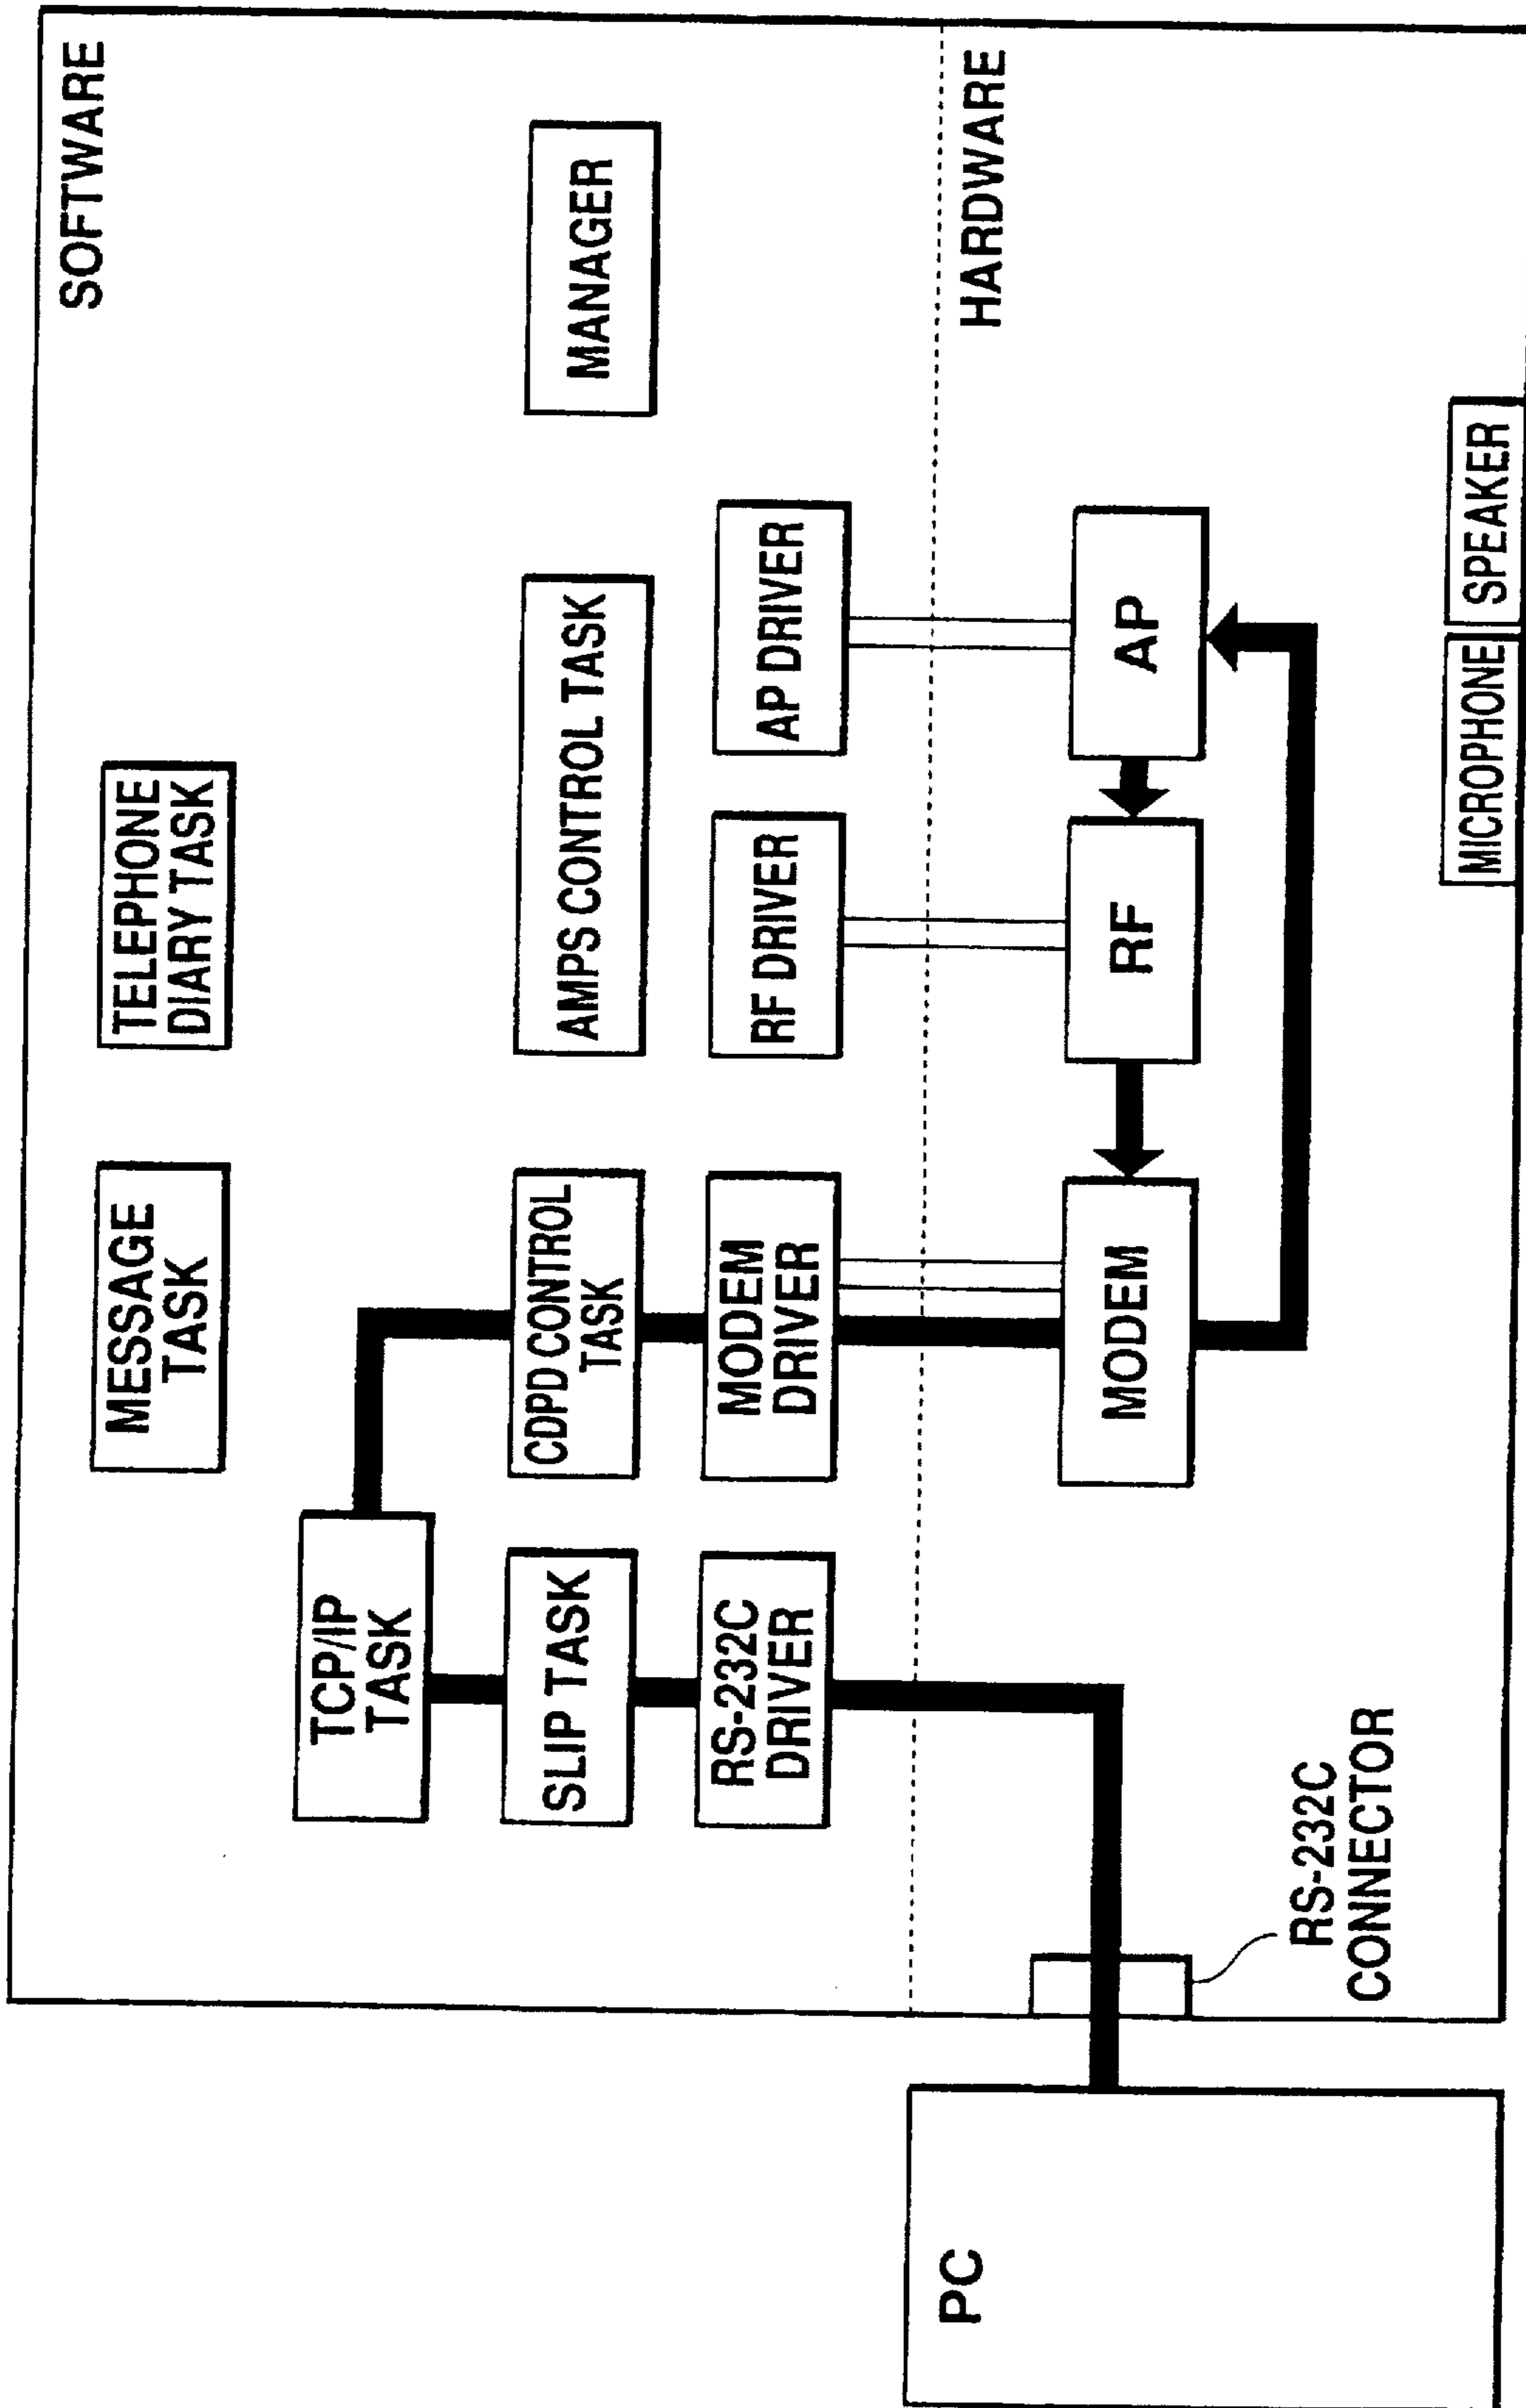 SOFTWARE
MESSAGE
TASK
TELEPHONE
DIARY TASK
TCP/IP
TASK
SLIP TASK
CDPD CONTROL
TASK
AMPS CONTROL TASK
MANAGER
RS-232C
DRIVER
MODEM
DRIVER
RF DRIVER
AP DRIVER
HARDWARE
PC
MODEM
RF
AP
RS-232C
CONNECTOR
MICROPHONE
SPEAKER